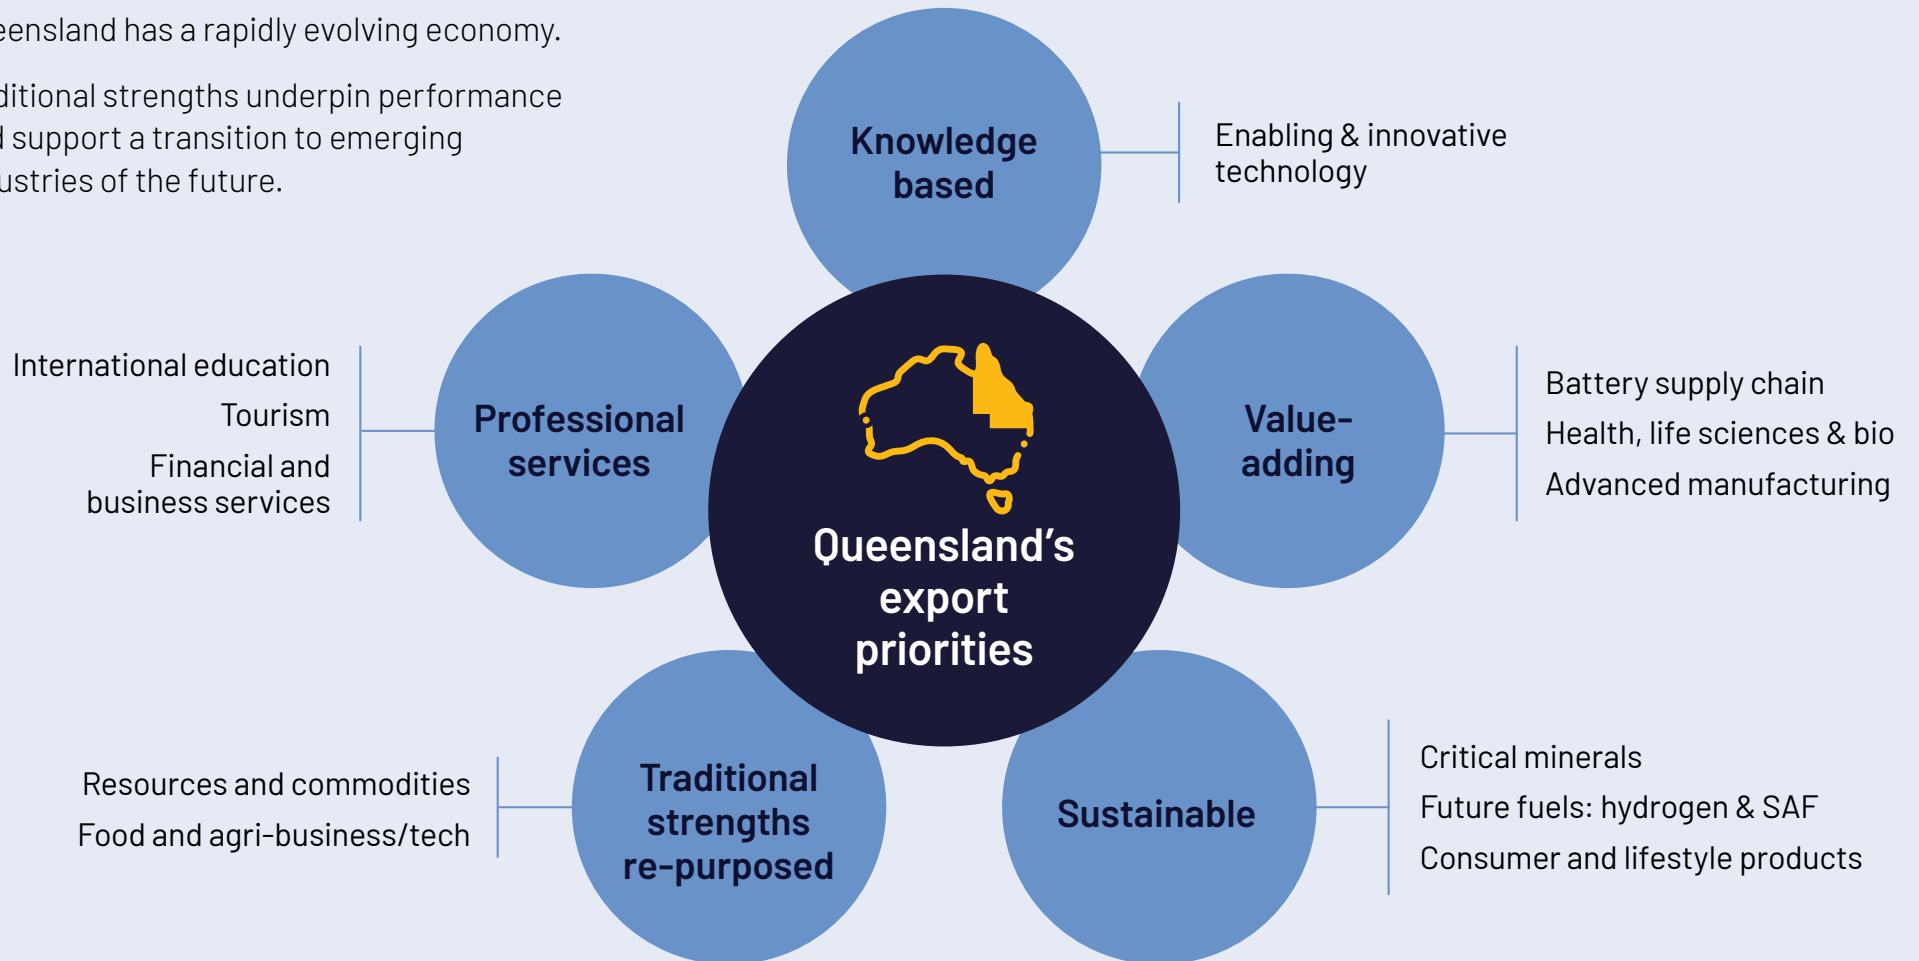 eensland has a rapidly evolving economy.
ditional strengths underpin performance
support a transition to emerging
ustries of the future.
Knowledge
based
Enabling & innovative
technology
International education
Tourism
Financial and
business services
Professional
services
Queensland's
export
priorities
Value-
adding
Battery supply chain
Health, life sciences & bio
Advanced manufacturing
Resources and commodities
Food and agri-business/tech
Traditional
strengths
re-purposed
Sustainable
Critical minerals
Future fuels: hydrogen & SAF
Consumer and lifestyle products